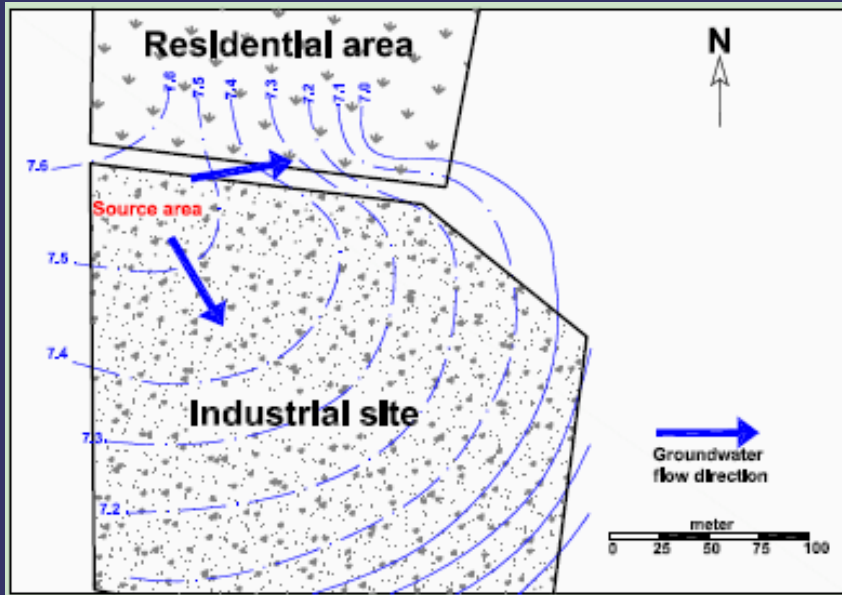 Residential area
N
7.6
7.5
7.4
7.3
7.2
7.1
7.0
7.6
Source area
7.5
7.4
Industrial site
7.3
7.2
Groundwater
flow direction
meter
0 25 50 75 100